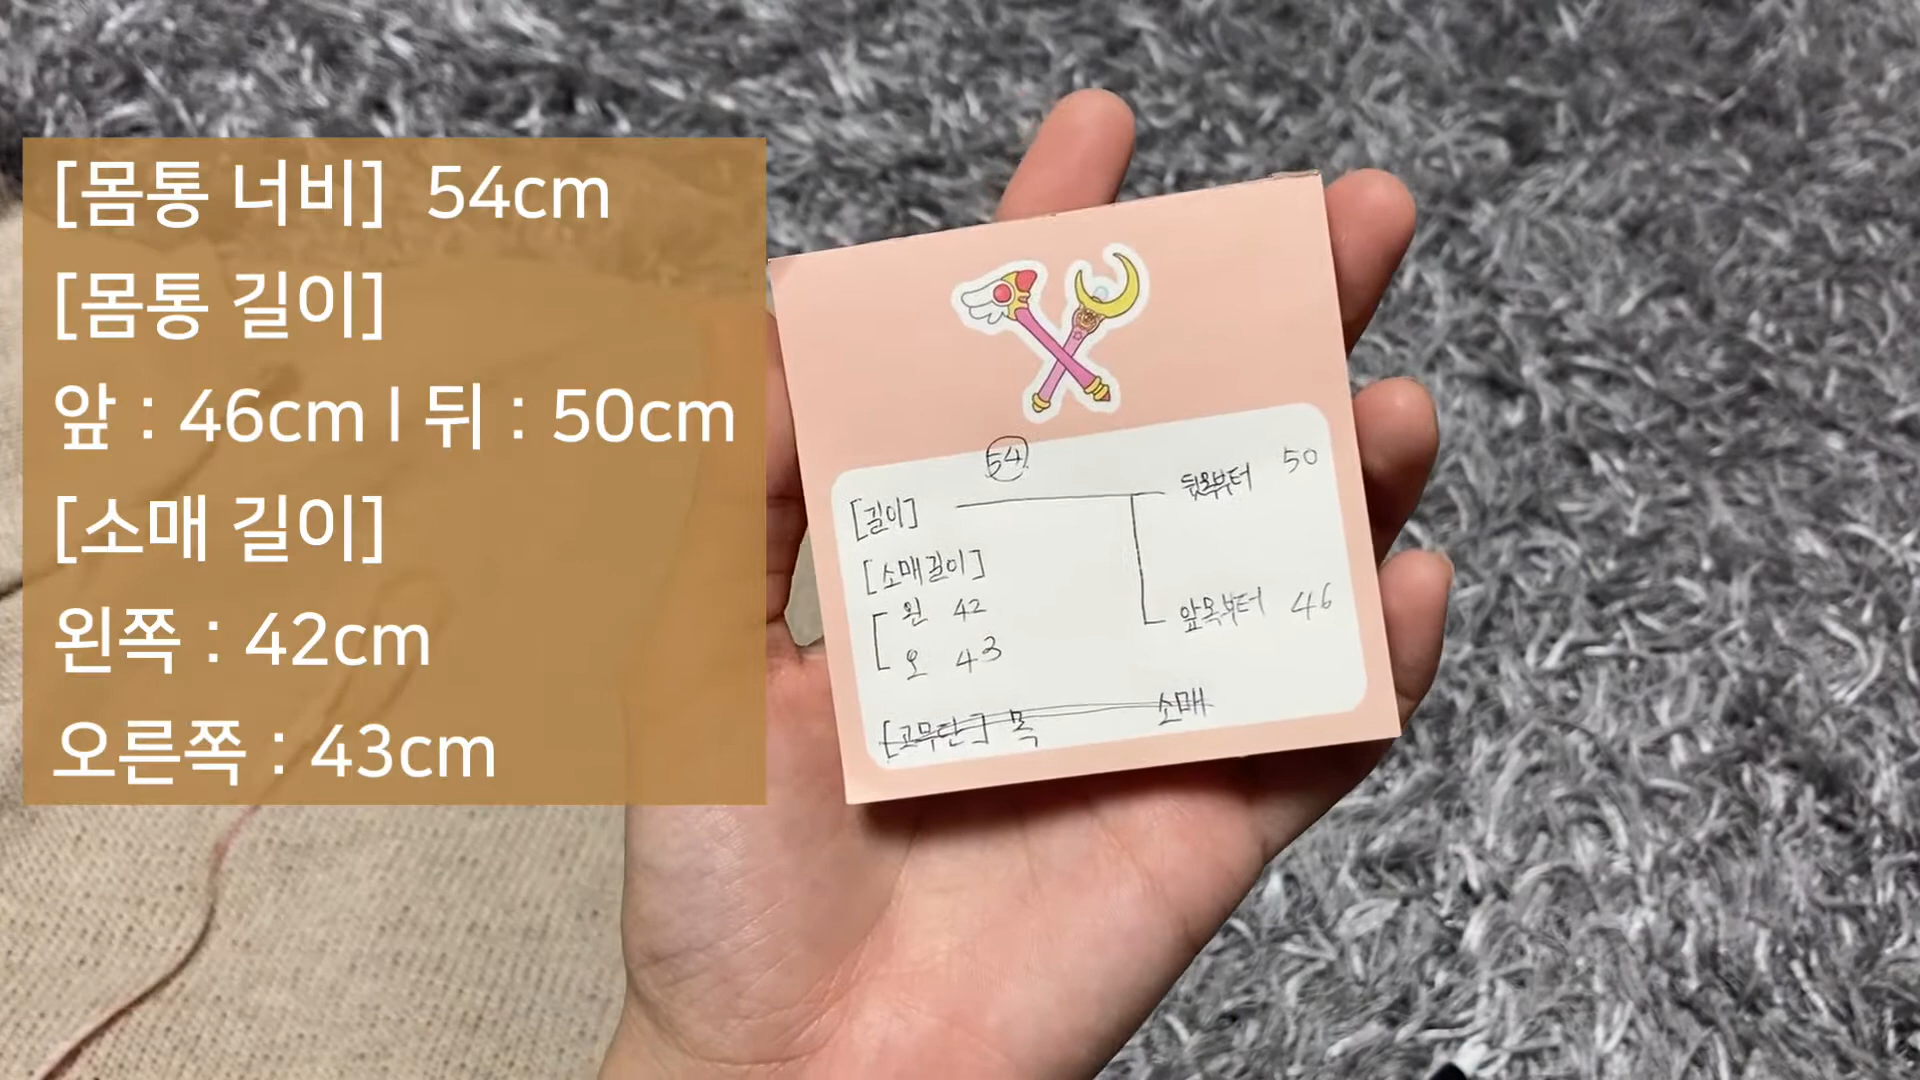 [몸통 너비] 54cm
[몸통 길이]
앞 : 46cm I 뒤 : 50cm
[소매 길이]
왼쪽 : 42cm
오른쪽 : 43cm
54
[길이]
뒷목부터 50
앞목부터 46
[소매길이]
왼 42
오 43
[고무단] 목 소매